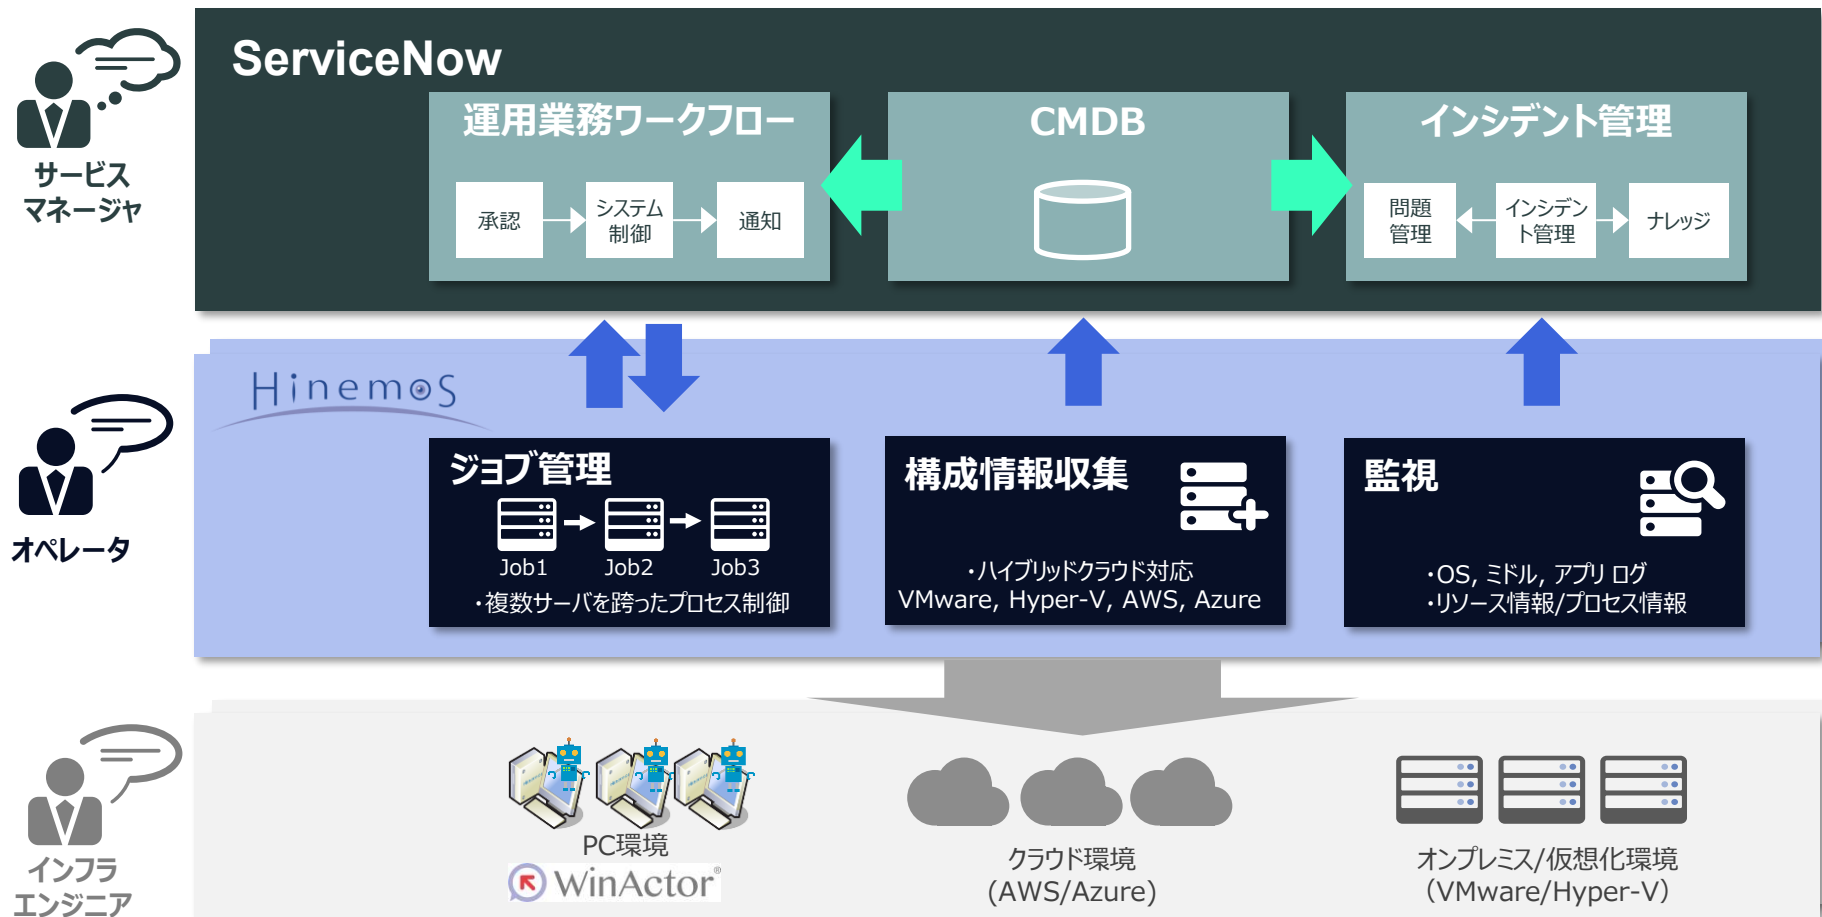 ServiceNow
サービス
マネージャ
運用業務ワークフロー
承認
システム
制御
通知
CMDB
インシデント管理
問題
管理
インシデン
ト管理
ナレッジ
Hinemos
オペレータ
ジョブ管理
Job1
Job2
Job3
・複数サーバを跨ったプロセス制御
構成情報収集
・ハイブリッドクラウド対応
VMware, Hyper-V, AWS, Azure
監視
・OS, ミドル, アプリ ログ
・リソース情報/プロセス情報
インフラ
エンジニア
PC環境
WinActor®
クラウド環境
(AWS/Azure)
オンプレミス/仮想化環境
(VMware/Hyper-V)